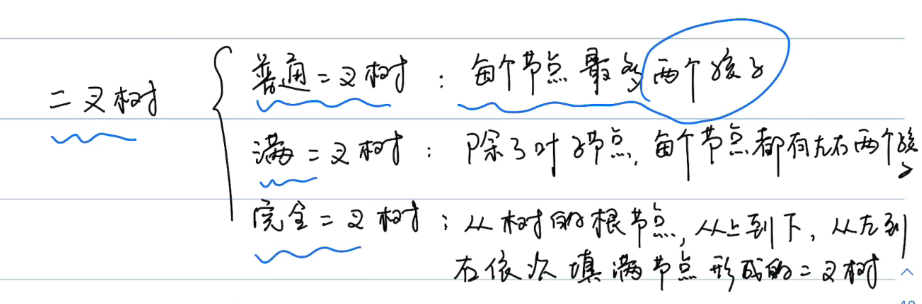 二叉树
普通二叉树：每个节点最多两个孩子
满二叉树：除了叶子节点，每个节点都有左右两个孩子
完全二叉树：从树的根节点，从上到下，从左到
右依次填满节点形成的二叉树